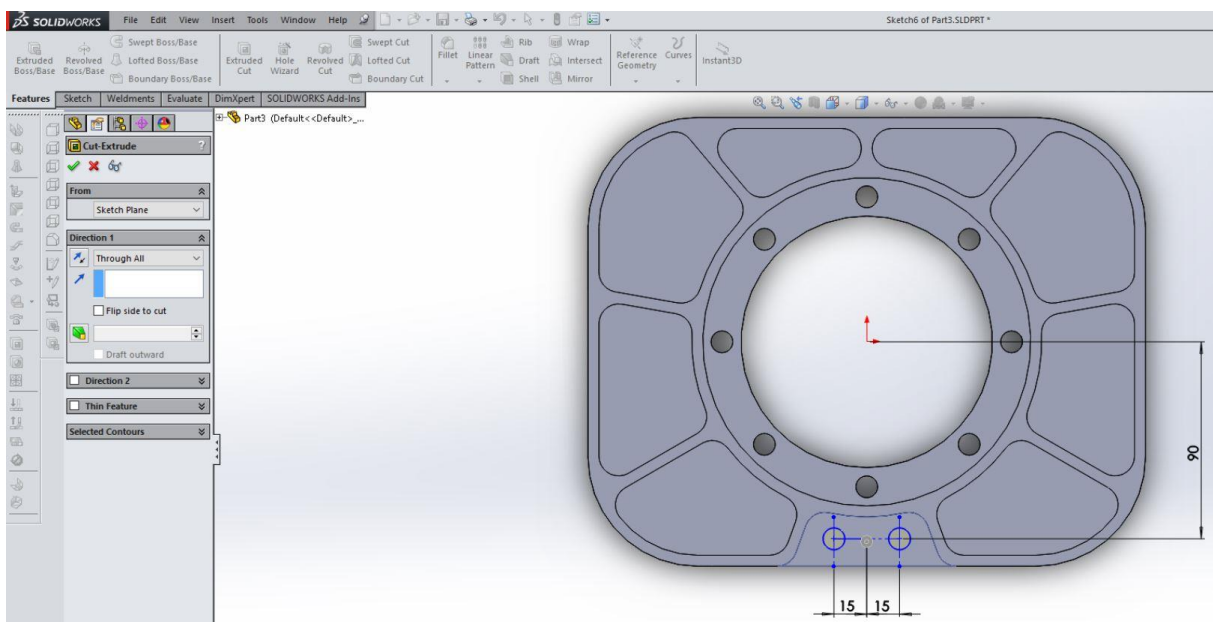 SOLIDWORKS File Edit View Insert Tools Window Help Sketch6 of Part3.SLDPRT *
Extruded Boss/Base
Revolved Boss/Base
Swept Boss/Base
Lofted Boss/Base
Boundary Boss/Base
Extruded Cut
Hole Wizard
Revolved Cut
Swept Cut
Lofted Cut
Boundary Cut
Fillet
Linear Pattern
Rib
Draft
Shell
Wrap
Intersect
Mirror
Reference Geometry
Curves
Instant3D
Features Sketch Weldments Evaluate DimXpert SOLIDWORKS Add-Ins
Part3 (Default<<Default>_...
Cut-Extrude ?
From
Sketch Plane
Direction 1
Through All
Flip side to cut
Draft outward
Direction 2
Thin Feature
Selected Contours
90
15 15